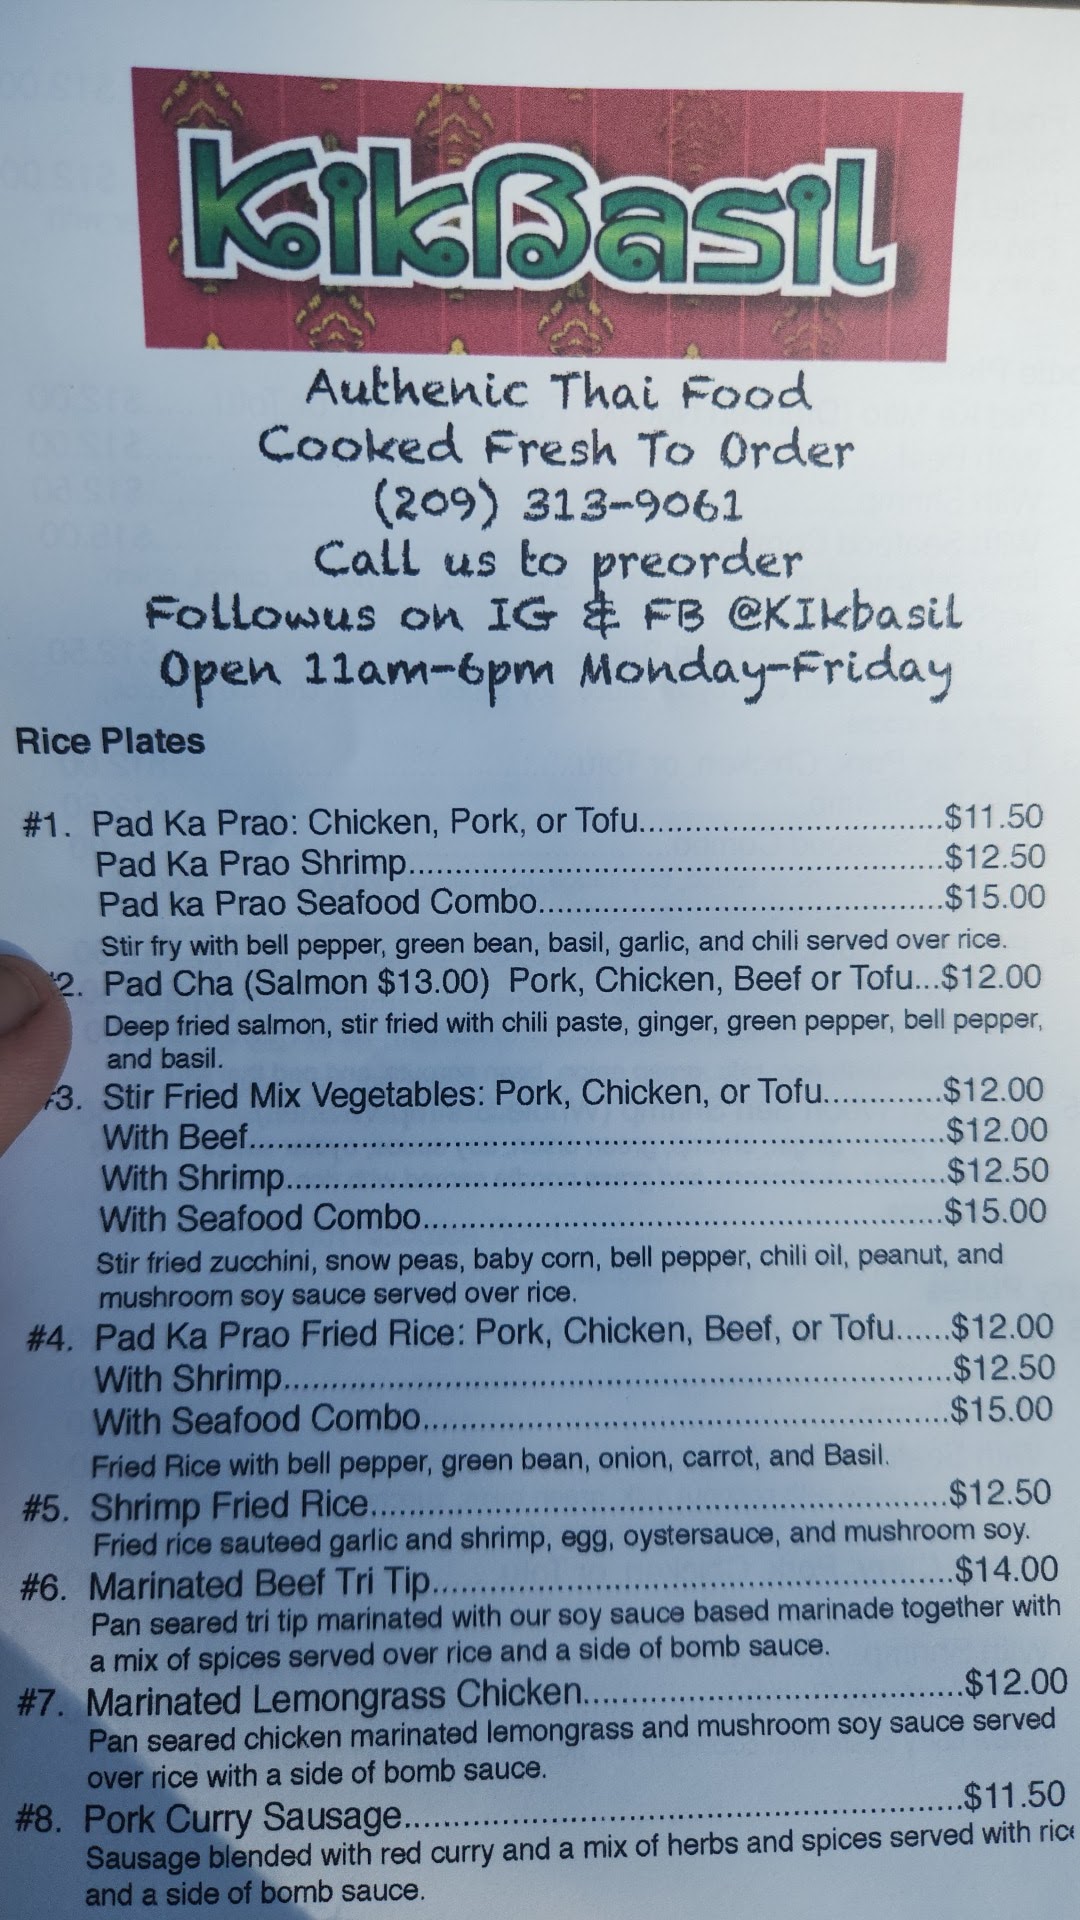 KikBasil
Authenic Thai Food
Cooked Fresh To Order
(209) 313-9061
Call us to preorder
Followus on IG & FB @KIkbasil
Open 11am-6pm Monday-Friday
Rice Plates
#1. Pad Ka Prao: Chicken, Pork, or Tofu..................................$11.50
Pad Ka Prao Shrimp...........................................................$12.50
Pad ka Prao Seafood Combo.............................................$15.00
Stir fry with bell pepper, green bean, basil, garlic, and chili served over rice.
2. Pad Cha (Salmon $13.00) Pork, Chicken, Beef or Tofu...$12.00
Deep fried salmon, stir fried with chili paste, ginger, green pepper, bell pepper,
and basil.
#3. Stir Fried Mix Vegetables: Pork, Chicken, or Tofu.............$12.00
With Beef.............................................................................$12.00
With Shrimp.........................................................................$12.50
With Seafood Combo..........................................................$15.00
Stir fried zucchini, snow peas, baby corn, bell pepper, chili oil, peanut, and
mushroom soy sauce served over rice.
#4. Pad Ka Prao Fried Rice: Pork, Chicken, Beef, or Tofu......$12.00
With Shrimp.........................................................................$12.50
With Seafood Combo..........................................................$15.00
Fried Rice with bell pepper, green bean, onion, carrot, and Basil.
#5. Shrimp Fried Rice................................................................$12.50
Fried rice sauteed garlic and shrimp, egg, oystersauce, and mushroom soy.
#6. Marinated Beef Tri Tip.........................................................$14.00
Pan seared tri tip marinated with our soy sauce based marinade together with
a mix of spices served over rice and a side of bomb sauce.
#7. Marinated Lemongrass Chicken..........................................$12.00
Pan seared chicken marinated lemongrass and mushroom soy sauce served
over rice with a side of bomb sauce.
#8. Pork Curry Sausage..............................................................$11.50
Sausage blended with red curry and a mix of herbs and spices served with rice
and a side of bomb sauce.